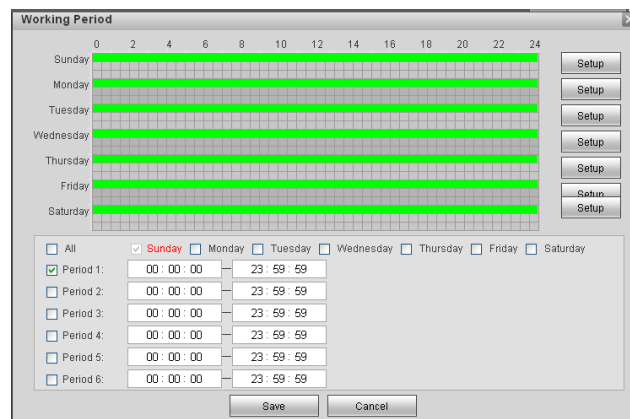 Working Period
0 2 4 6 8 10 12 14 16 18 20 22 24
Sunday Setup
Monday Setup
Tuesday Setup
Wednesday Setup
Thursday Setup
Friday Setup
Saturday Setup
All Sunday Monday Tuesday Wednesday Thursday Friday Saturday
Period 1: 00 : 00 : 00 — 23 : 59 : 59
Period 2: 00 : 00 : 00 — 23 : 59 : 59
Period 3: 00 : 00 : 00 — 23 : 59 : 59
Period 4: 00 : 00 : 00 — 23 : 59 : 59
Period 5: 00 : 00 : 00 — 23 : 59 : 59
Period 6: 00 : 00 : 00 — 23 : 59 : 59
Save Cancel